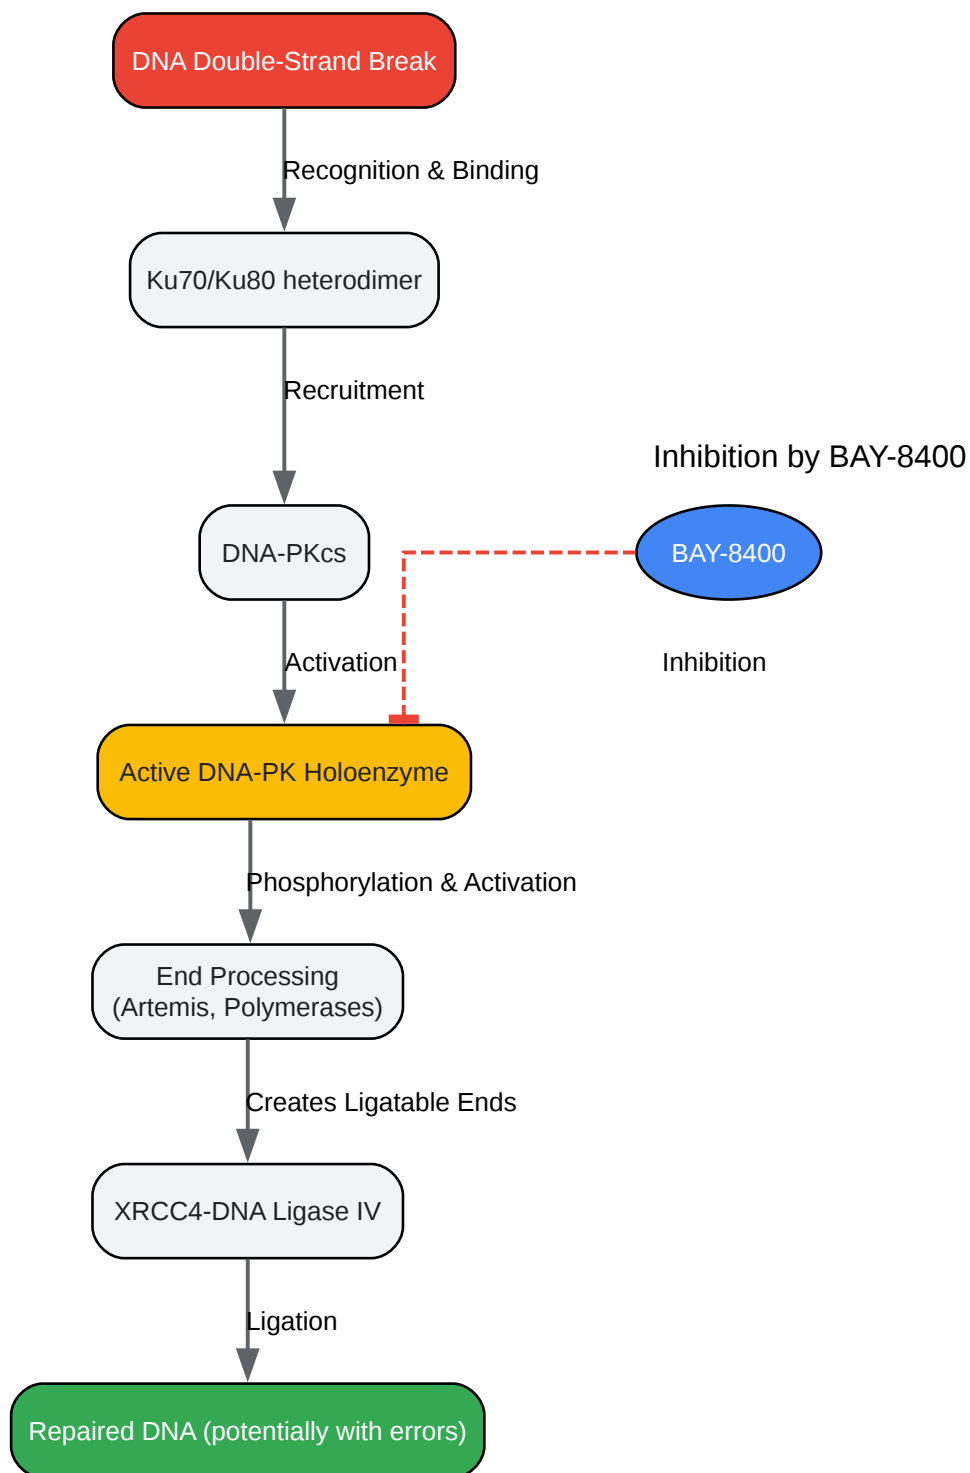 DNA Double-Strand Break
Recognition & Binding
Ku70/Ku80 heterodimer
Recruitment
Inhibition by BAY-8400
DNA-PKcs
BAY-8400
Activation
Inhibition
Active DNA-PK Holoenzyme
Phosphorylation & Activation
End Processing
(Artemis, Polymerases)
Creates Ligatable Ends
XRCC4-DNA Ligase IV
Ligation
Repaired DNA (potentially with errors)